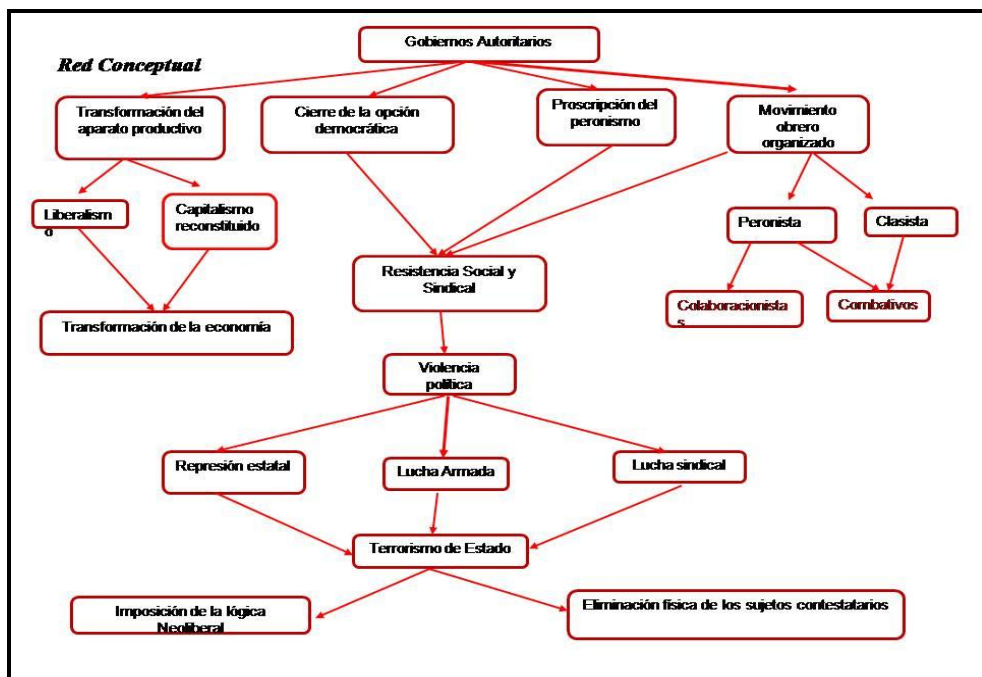 Gobiernos Autoritarios
Red Conceptual
Transformación del
aparato productivo
Cierre de la opción
democrática
Proscripción del
peronismo
Movimiento
obrero
organizado
Liberalism
o
Capitalismo
reconstituido
Peronista
Clasista
Resistencia Social y
Sindical
Colaboracionista
s
Combativos
Transformación de la economía
Violencia
política
Represión estatal
Lucha Armada
Lucha sindical
Terrorismo de Estado
Imposición de la lógica
Neoliberal
Eliminación física de los sujetos contestatarios